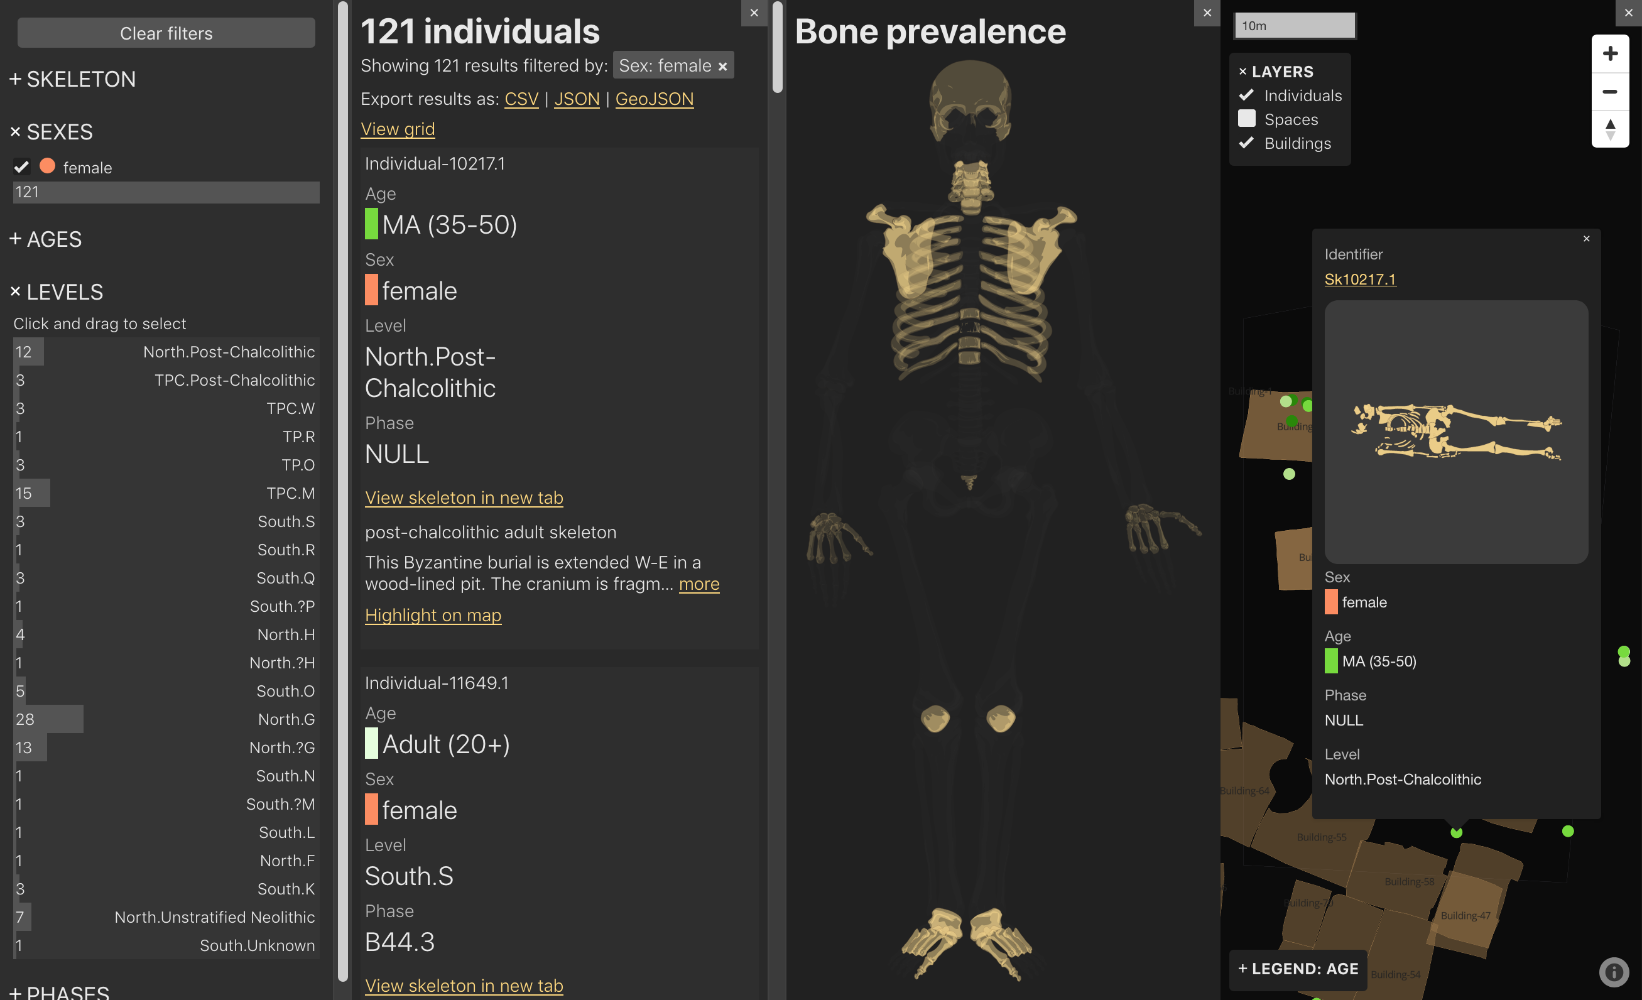 Clear filters
+ SKELETON
× SEXES
female
121
+ AGES
× LEVELS
Click and drag to select
12 North.Post-Chalcolithic
3 TPC.Post-Chalcolithic
3 TPC.W
1 TP.R
3 TP.O
15 TPC.M
3 South.S
1 South.R
3 South.Q
1 South.?P
4 North.H
1 North.?H
5 South.O
28 North.G
13 North.?G
1 South.N
1 South.?M
1 South.L
1 North.F
3 South.K
7 North.Unstratified Neolithic
1 South.Unknown
+ PHASES
×
121 individuals
Showing 121 results filtered by: Sex: female ×
Export results as: CSV | JSON | GeoJSON
View grid
Individual-10217.1
Age
MA (35-50)
Sex
female
Level
North.Post-
Chalcolithic
Phase
NULL
View skeleton in new tab
post-chalcolithic adult skeleton
This Byzantine burial is extended W-E in a
wood-lined pit. The cranium is fragm... more
Highlight on map
Individual-11649.1
Age
Adult (20+)
Sex
female
Level
South.S
Phase
B44.3
View skeleton in new tab
×
Bone prevalence
×
10m
× LAYERS
Individuals
Spaces
Buildings
×
Identifier
Sk10217.1
Sex
female
Age
MA (35-50)
Phase
NULL
Level
North.Post-Chalcolithic
Building
Bu
Building-64
Building-55
Building-58
Building-47
Building-54
+ LEGEND: AGE